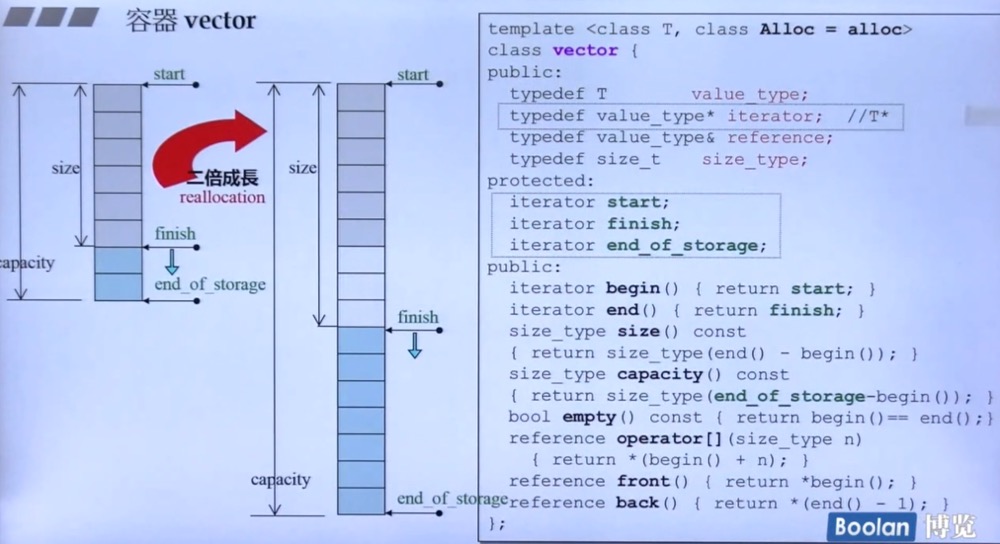 容器 vector
start
size
二倍成長
reallocation
finish
capacity
end_of_storage
start
size
finish
capacity
end_of_storage
template <class T, class Alloc = alloc>
class vector {
public:
typedef T value_type;
typedef value_type* iterator; //T*
typedef value_type& reference;
typedef size_t size_type;
protected:
iterator start;
iterator finish;
iterator end_of_storage;
public:
iterator begin() { return start; }
iterator end() { return finish; }
size_type size() const
{ return size_type(end() - begin()); }
size_type capacity() const
{ return size_type(end_of_storage-begin()); }
bool empty() const { return begin()== end();}
reference operator[](size_type n)
{ return *(begin() + n); }
reference front() { return *begin(); }
reference back() { return *(end() - 1); }
};
Boolan 博览